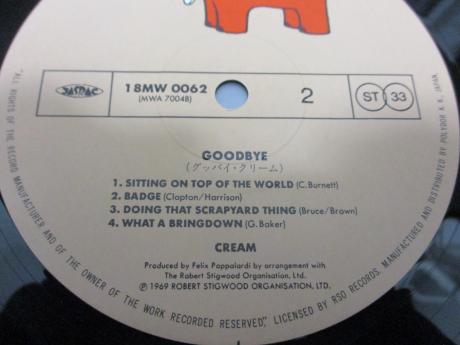 JASRAC
18MW 0062
(MWA 7004B)
2
ST 33
GOODBYE
(グッバイ・クリーム)
1. SITTING ON TOP OF THE WORLD (C. Burnett)
2. BADGE (Clapton/Harrison)
3. DOING THAT SCRAPYARD THING (Bruce/Brown)
4. WHAT A BRINGDOWN (G. Baker)
CREAM
Produced by Felix Pappalardi by arrangement with
The Robert Stigwood Organisation Ltd.
Ⓟ 1969 ROBERT STIGWOOD ORGANISATION, LTD.
"ALL RIGHTS OF THE RECORD MANUFACTURER AND OF THE OWNER OF THE WORK RECORDED RESERVED," LICENSED BY RSO RECORDS. MANUFACTURED AND DISTRIBUTED BY POLYDOR K. K., JAPAN.